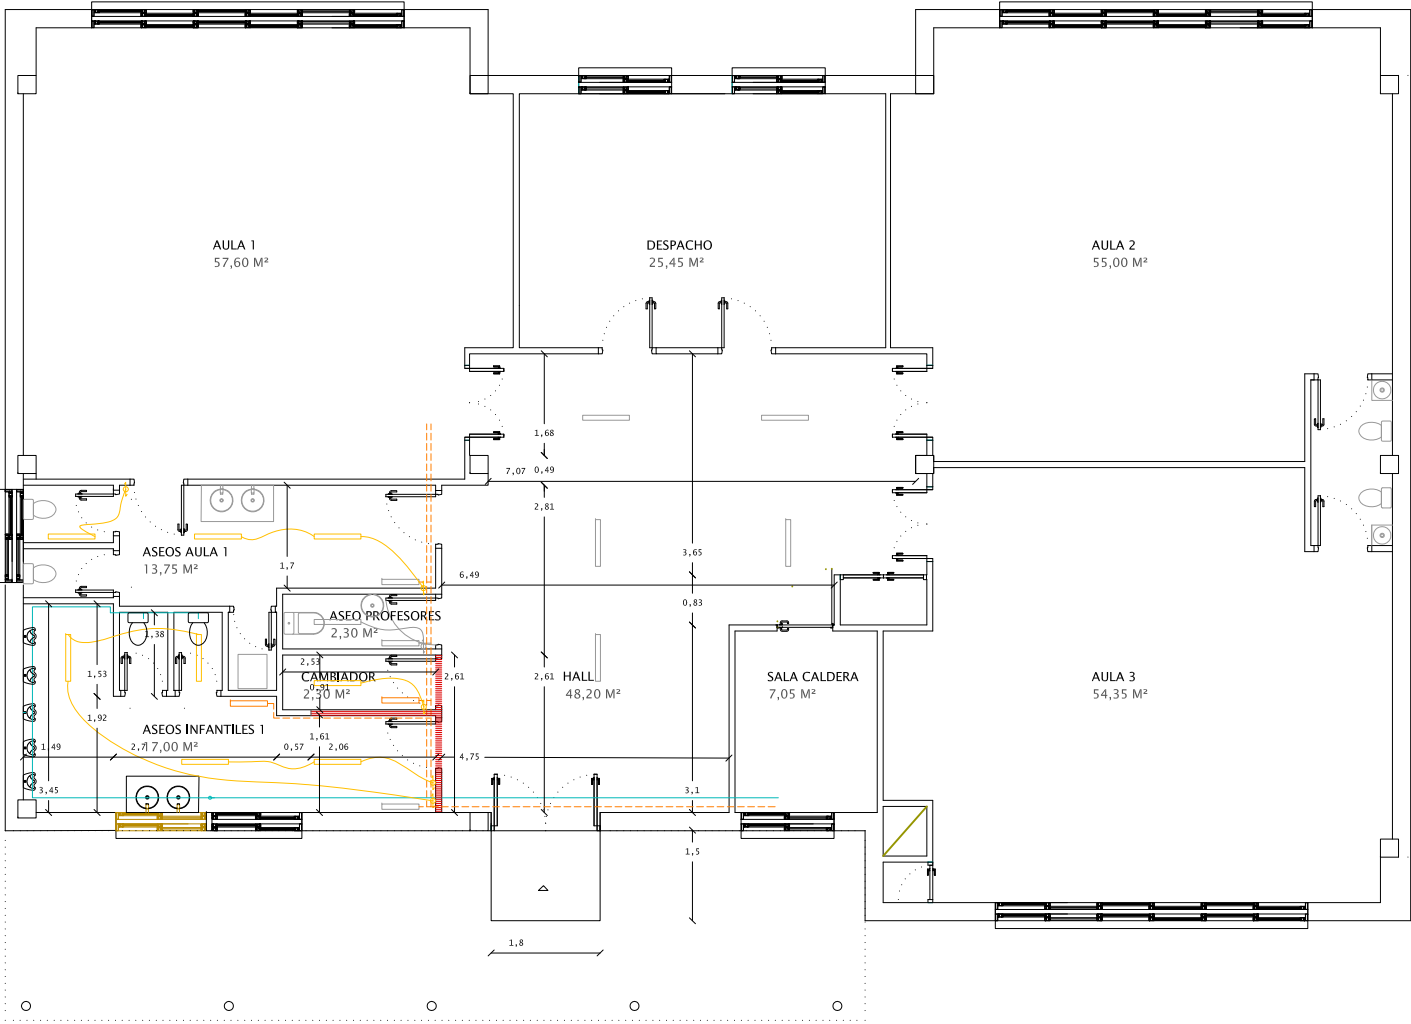 AULA 1
57,60 M²
DESPACHO
25,45 M²
AULA 2
55,00 M²
1,68
7,07
0,49
2,81
ASEOS AULA 1
13,75 M²
1,7
3,65
6,49
0,83
ASEO PROFESORES
2,30 M²
1,38
2,53
CAMBIADOR
2,30 M²
0,91
2,61
2,61
HALL
48,20 M²
SALA CALDERA
7,05 M²
AULA 3
54,35 M²
1,53
1,92
ASEOS INFANTILES 1
17,00 M²
1,49
2,7
0,57
2,06
1,61
4,75
3,45
3,1
1,5
1,8